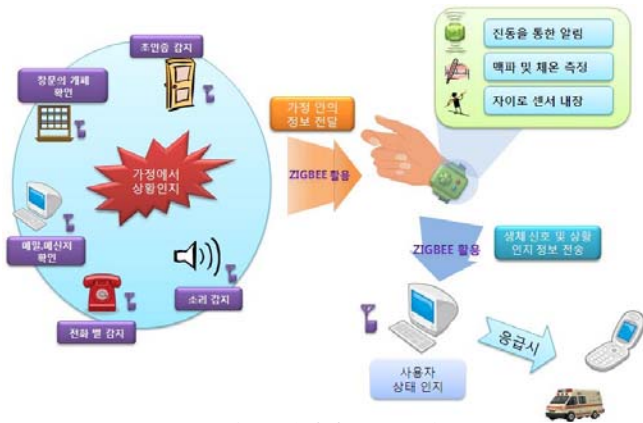 조인종 감지
창문의 개폐
확인
가정에서
상황인지
메일,메신저
확인
전화 벨 감지
소리 감지
가정 안의
정보 전달
ZIGBEE 활용
진동을 통한 알림
맥파 및 체온 측정
자이로 센서 내장
ZIGBEE 활용
생체 신호 및 상황
인지 정보 전송
사용자
상태 인지
응급시